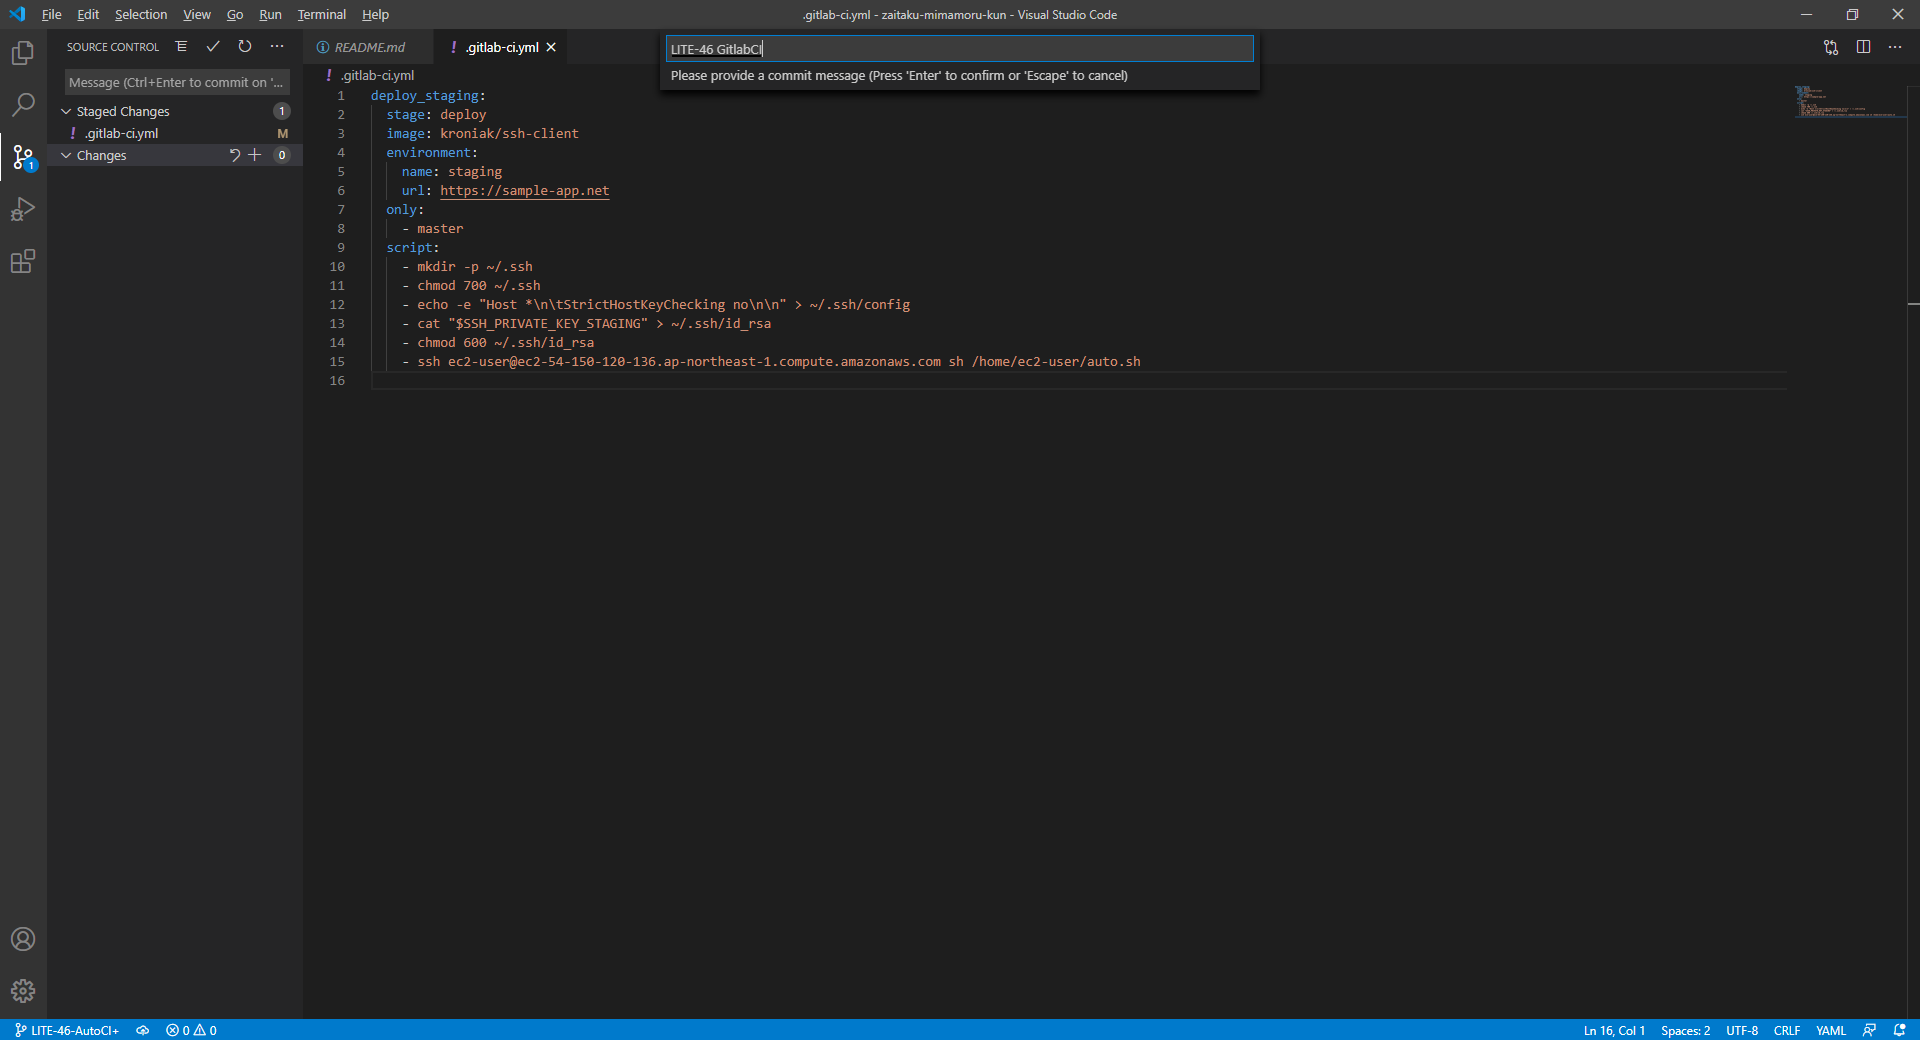 File Edit Selection View Go Run Terminal Help
.gitlab-ci.yml - zaitaku-mimamoru-kun - Visual Studio Code
SOURCE CONTROL
README.md
! .gitlab-ci.yml
LITE-46 GitlabCI
Please provide a commit message (Press 'Enter' to confirm or 'Escape' to cancel)
Message (Ctrl+Enter to commit on '...
Staged Changes 1
! .gitlab-ci.yml M
Changes 0
1
! .gitlab-ci.yml
1 deploy_staging:
2 stage: deploy
3 image: kroniak/ssh-client
4 environment:
5 name: staging
6 url: https://sample-app.net
7 only:
8 - master
9 script:
10 - mkdir -p ~/.ssh
11 - chmod 700 ~/.ssh
12 - echo -e "Host *\n\tStrictHostKeyChecking no\n\n" > ~/.ssh/config
13 - cat "$SSH_PRIVATE_KEY_STAGING" > ~/.ssh/id_rsa
14 - chmod 600 ~/.ssh/id_rsa
15 - ssh ec2-user@ec2-54-150-120-136.ap-northeast-1.compute.amazonaws.com sh /home/ec2-user/auto.sh
16
LITE-46-AutoCI+ 0 0
Ln 16, Col 1 Spaces: 2 UTF-8 CRLF YAML